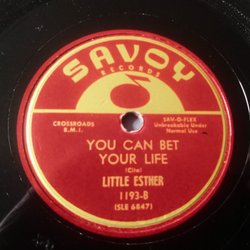 SAVOY
RECORDS
CROSSROADS
B.M.I.
SAV-O-FLEX
Unbreakable Under
Normal Use
YOU CAN BET
YOUR LIFE
(Cita)
LITTLE ESTHER
1193-B
(SLE 6847)